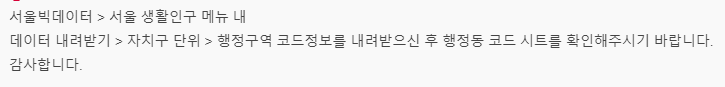 서울빅데이터 > 서울 생활인구 메뉴 내
데이터 내려받기 > 자치구 단위 > 행정구역 코드정보를 내려받으신 후 행정동 코드 시트를 확인해주시기 바랍니다.
감사합니다.